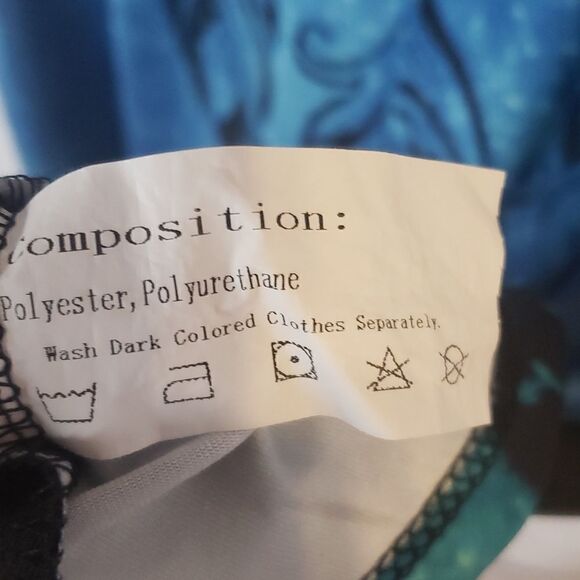 composition:
Polyester, Polyurethane
Wash Dark Colored Clothes Separately.